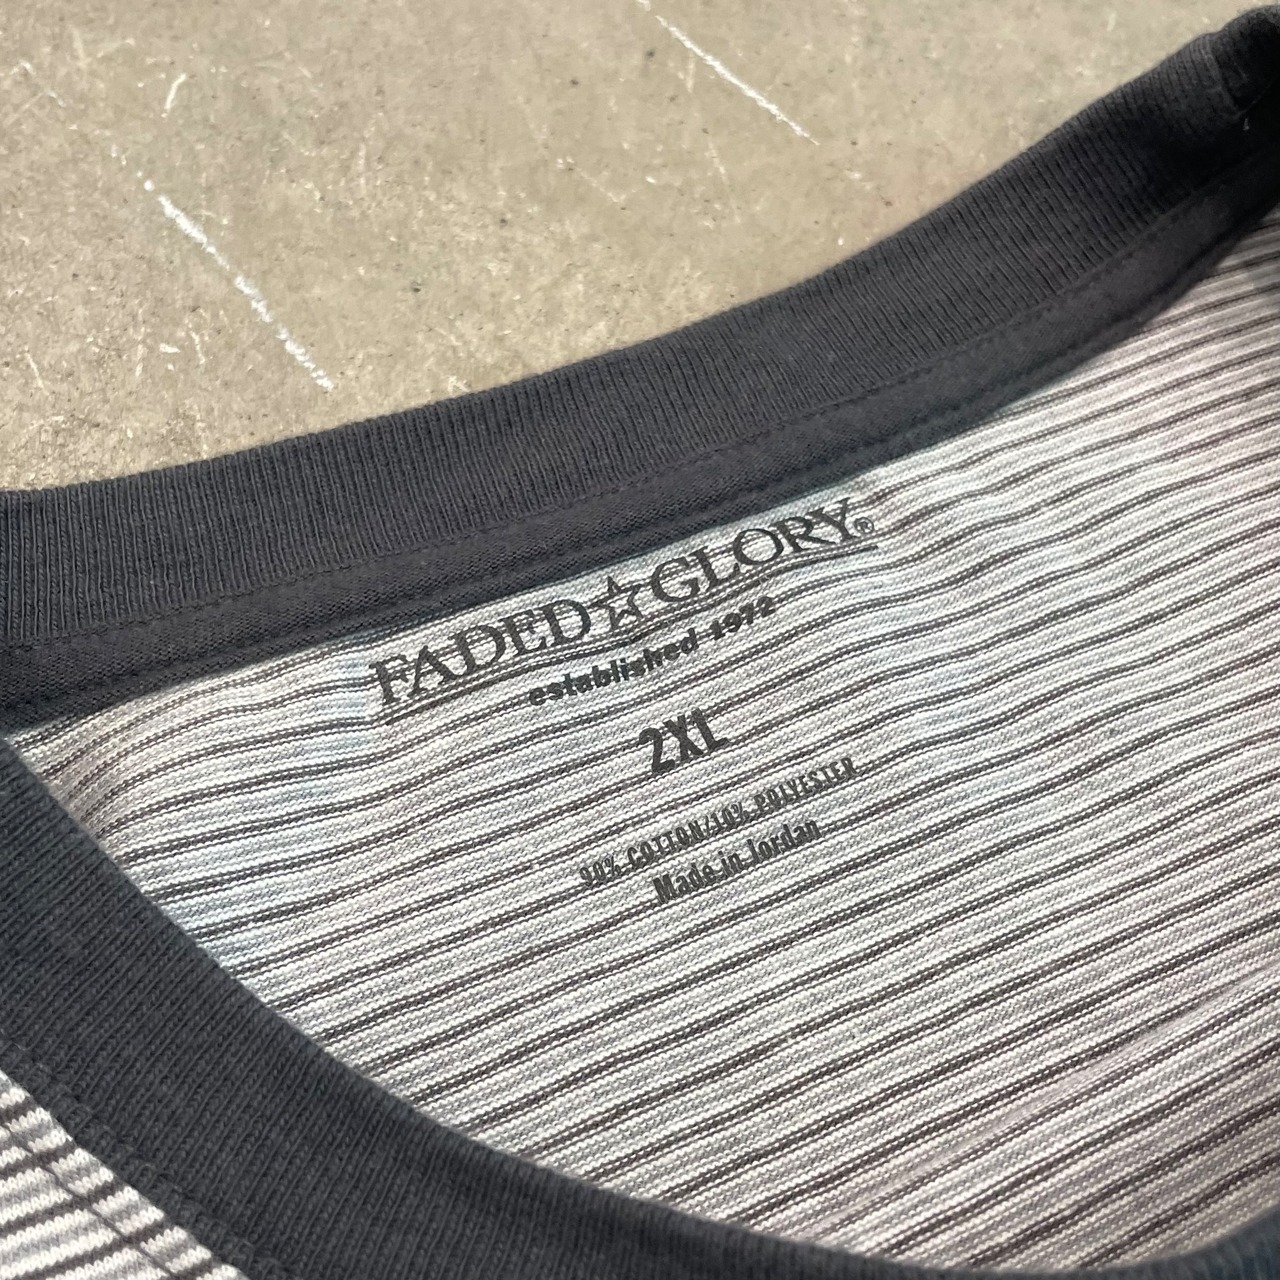 FADED☆GLORY®
established 1972
2XL
90% COTTON/10% POLYESTER
Made in Jordan